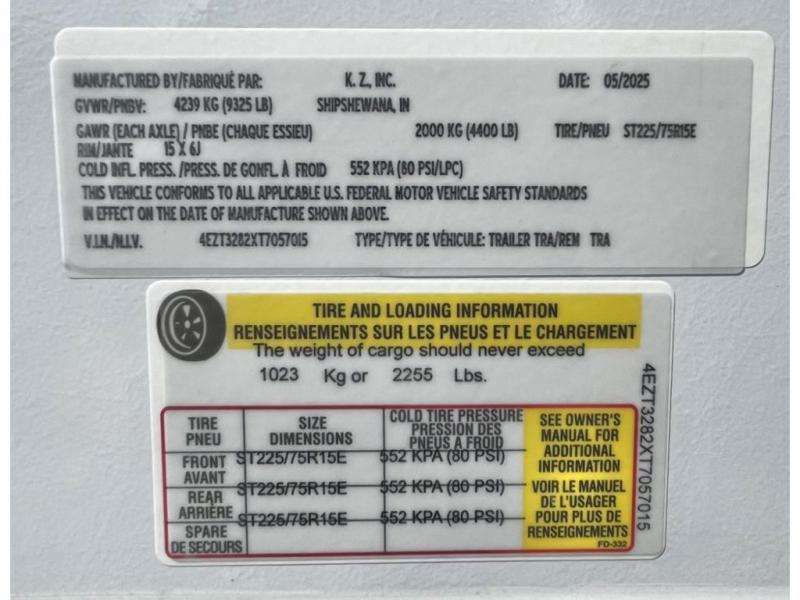 MANUFACTURED BY/FABRIQUÉ PAR: K. Z., INC. DATE: 05/2025
GVWR/PNBV: 4239 KG (9325 LB) SHIPSHEWANA, IN
GAWR (EACH AXLE) / PNBE (CHAQUE ESSIEU) 2000 KG (4400 LB) TIRE/PNEU ST225/75R15E
RIM/JANTE 15 X 6J
COLD INFL. PRESS. /PRESS. DE GONFL. À FROID 552 KPA (80 PSI/LPC)
THIS VEHICLE CONFORMS TO ALL APPLICABLE U.S. FEDERAL MOTOR VEHICLE SAFETY STANDARDS
IN EFFECT ON THE DATE OF MANUFACTURE SHOWN ABOVE.
V.I.N./N.I.V. 4EZT3282XT7057015 TYPE/TYPE DE VÉHICULE: TRAILER TRA/REM TRA
TIRE AND LOADING INFORMATION
RENSEIGNEMENTS SUR LES PNEUS ET LE CHARGEMENT
The weight of cargo should never exceed
1023 Kg or 2255 Lbs.
TIRE
PNEU
SIZE
DIMENSIONS
COLD TIRE PRESSURE
PRESSION DES
PNEUS A FROID
FRONT
AVANT
ST225/75R15E 552 KPA (80 PSI)
REAR
ARRIÈRE
ST225/75R15E 552 KPA (80 PSI)
SPARE
DE SECOURS
ST225/75R15E 552 KPA (80 PSI)
SEE OWNER'S
MANUAL FOR
ADDITIONAL
INFORMATION
VOIR LE MANUEL
DE L'USAGER
POUR PLUS DE
RENSEIGNEMENTS
FD-332
4EZT3282XT7057015